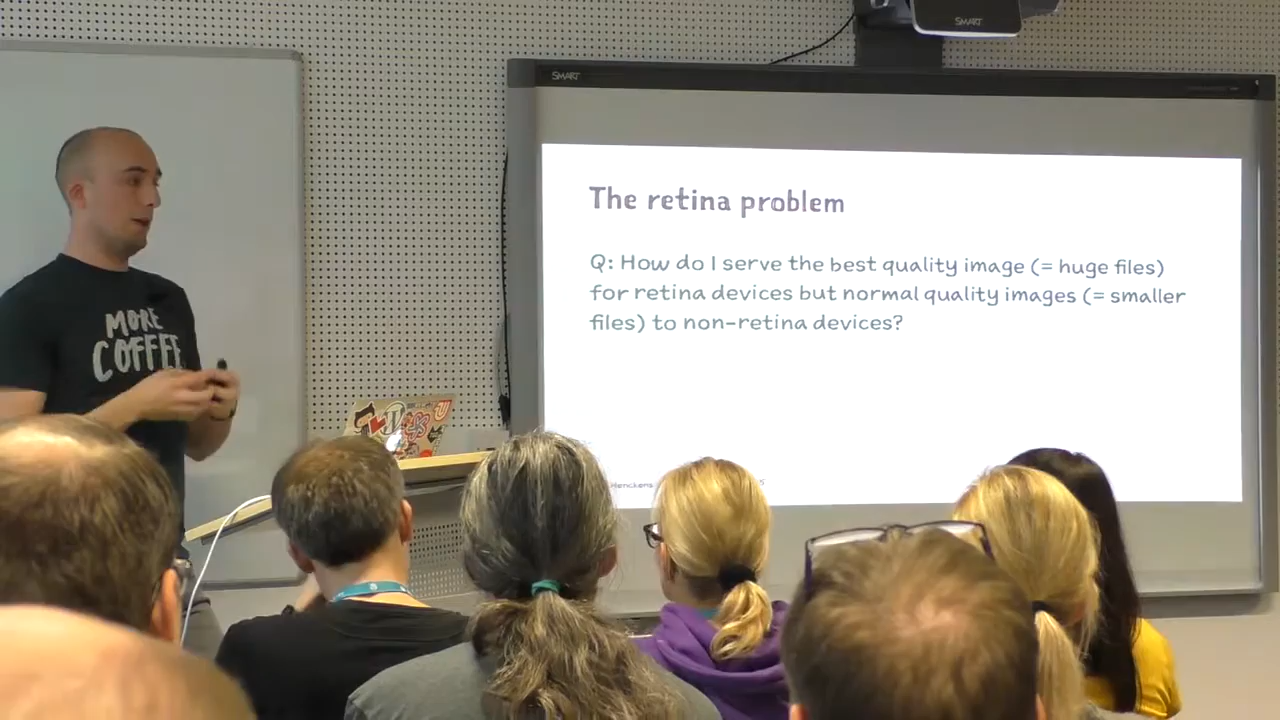 SMART
SMART
The retina problem
Q: How do I serve the best quality image (= huge files)
for retina devices but normal quality images (= smaller
files) to non-retina devices?
MORE
COFFEE
Henckens